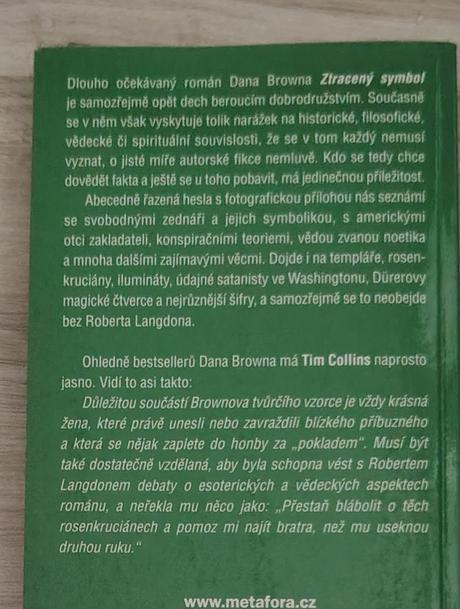 Dlouho očekávaný román Dana Browna Ztracený symbol
je samozřejmě opět dech beroucím dobrodružstvím. Současně
se v něm však vyskytuje tolik narážek na historické, filosofické,
vědecké či spirituální souvislosti, že se v tom každý nemusí
vyznat, o jisté míře autorské fikce nemluvě. Kdo se tedy chce
dovědět fakta a ještě se u toho pobavit, má jedinečnou příležitost.
Abecedně řazená hesla s fotografickou přílohou nás seznámí
se svobodnými zednáři a jejich symbolikou, s americkými
otci zakladateli, konspiračními teoriemi, vědou zvanou noetika
a mnoha dalšími zajímavými věcmi. Dojde i na templáře, rosen-
kruciány, ilumináty, údajné satanisty ve Washingtonu, Dürerovy
magické čtverce a nejrůznější šifry, a samozřejmě se to neobejde
bez Roberta Langdona.
Ohledně bestsellerů Dana Browna má Tim Collins naprosto
jasno. Vidí to asi takto:
Důležitou součástí Brownova tvůrčího vzorce je vždy krásná
žena, které právě unesli nebo zavraždili blízkého příbuzného
a která se nějak zaplete do honby za „pokladem“. Musí být
také dostatečně vzdělaná, aby byla schopna vést s Robertem
Langdonem debaty o esoterických a vědeckých aspektech
románu, a neřekla mu něco jako: „Přestaň blábolit o těch
rosenkruciánech a pomoz mi najít bratra, než mu useknou
druhou ruku.“
www.metafora.cz